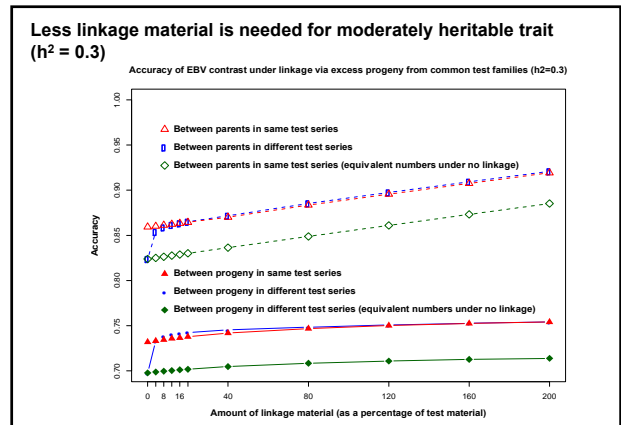 Less linkage material is needed for moderately heritable trait
(h² = 0.3)
Accuracy of EBV contrast under linkage via excess progeny from common test families (h2=0.3)
1.00
0.95
0.90
0.85
0.80
0.75
0.70
Accuracy
Between parents in same test series
Between parents in different test series
Between parents in same test series (equivalent numbers under no linkage)
Between progeny in same test series
Between progeny in different test series
Between progeny in different test series (equivalent numbers under no linkage)
0 8 16 40 80 120 160 200
Amount of linkage material (as a percentage of test material)